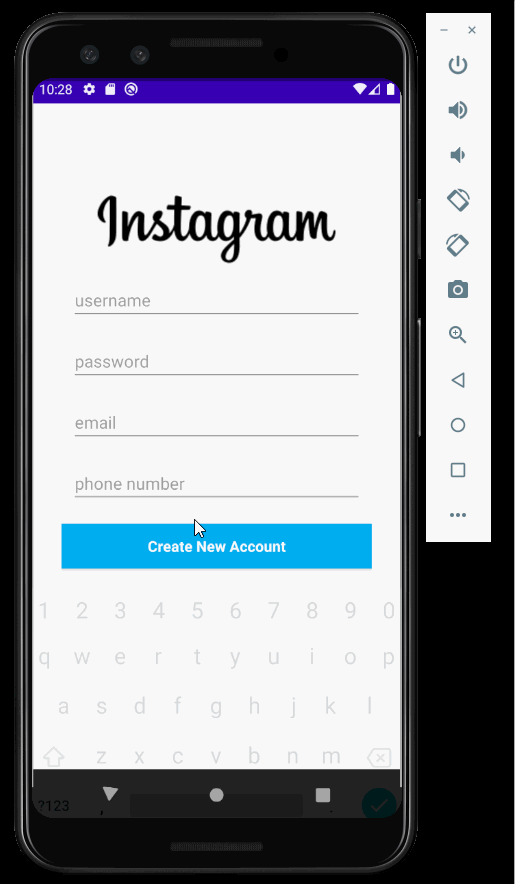 10:28
Instagram
username
password
email
phone number
Create New Account
1 2 3 4 5 6 7 8 9 0
q w e r t y u i o p
a s d f g h j k l
z x c v b n m
?123 , .